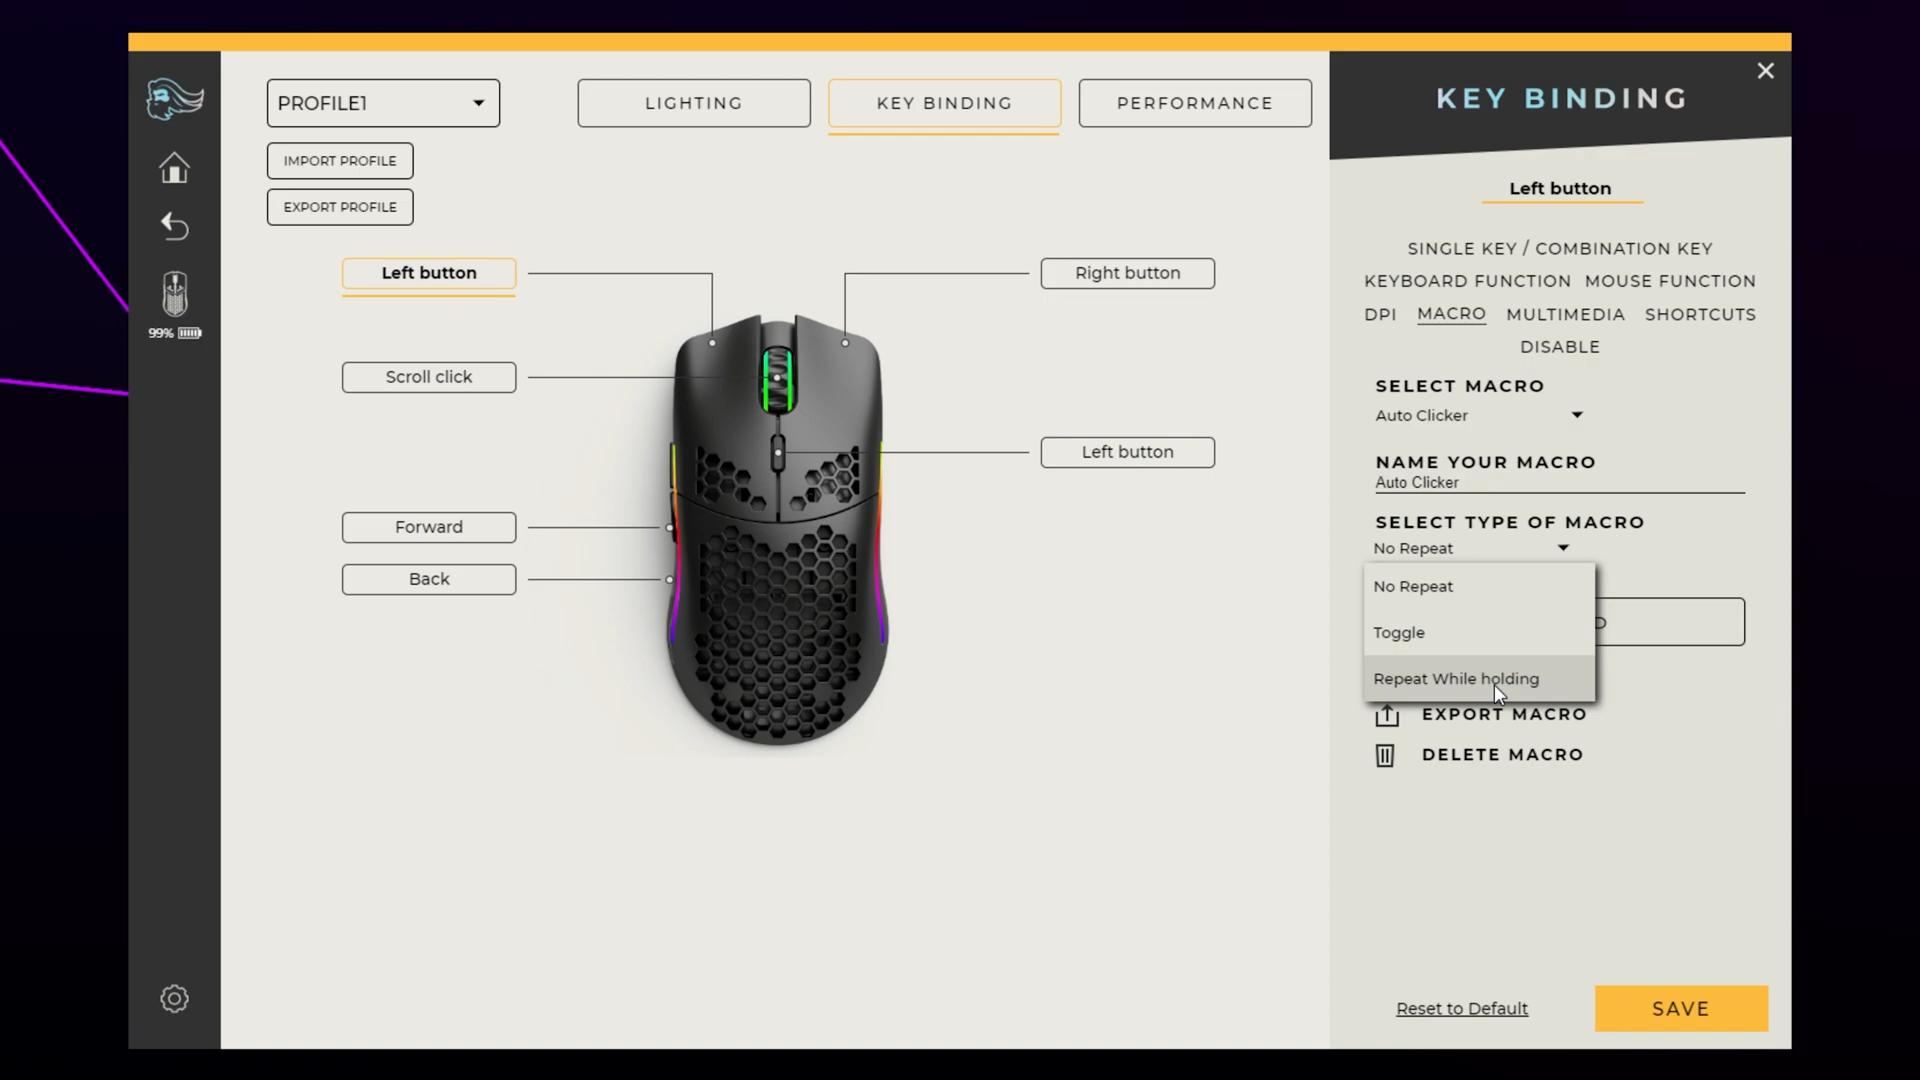 PROFILE1
LIGHTING
KEY BINDING
PERFORMANCE
IMPORT PROFILE
EXPORT PROFILE
99%
Left button
Right button
Scroll click
Left button
Forward
Back
KEY BINDING
Left button
SINGLE KEY / COMBINATION KEY
KEYBOARD FUNCTION MOUSE FUNCTION
DPI MACRO MULTIMEDIA SHORTCUTS
DISABLE
SELECT MACRO
Auto Clicker
NAME YOUR MACRO
Auto Clicker
SELECT TYPE OF MACRO
No Repeat
No Repeat
Toggle
Repeat While holding
EXPORT MACRO
DELETE MACRO
Reset to Default
SAVE